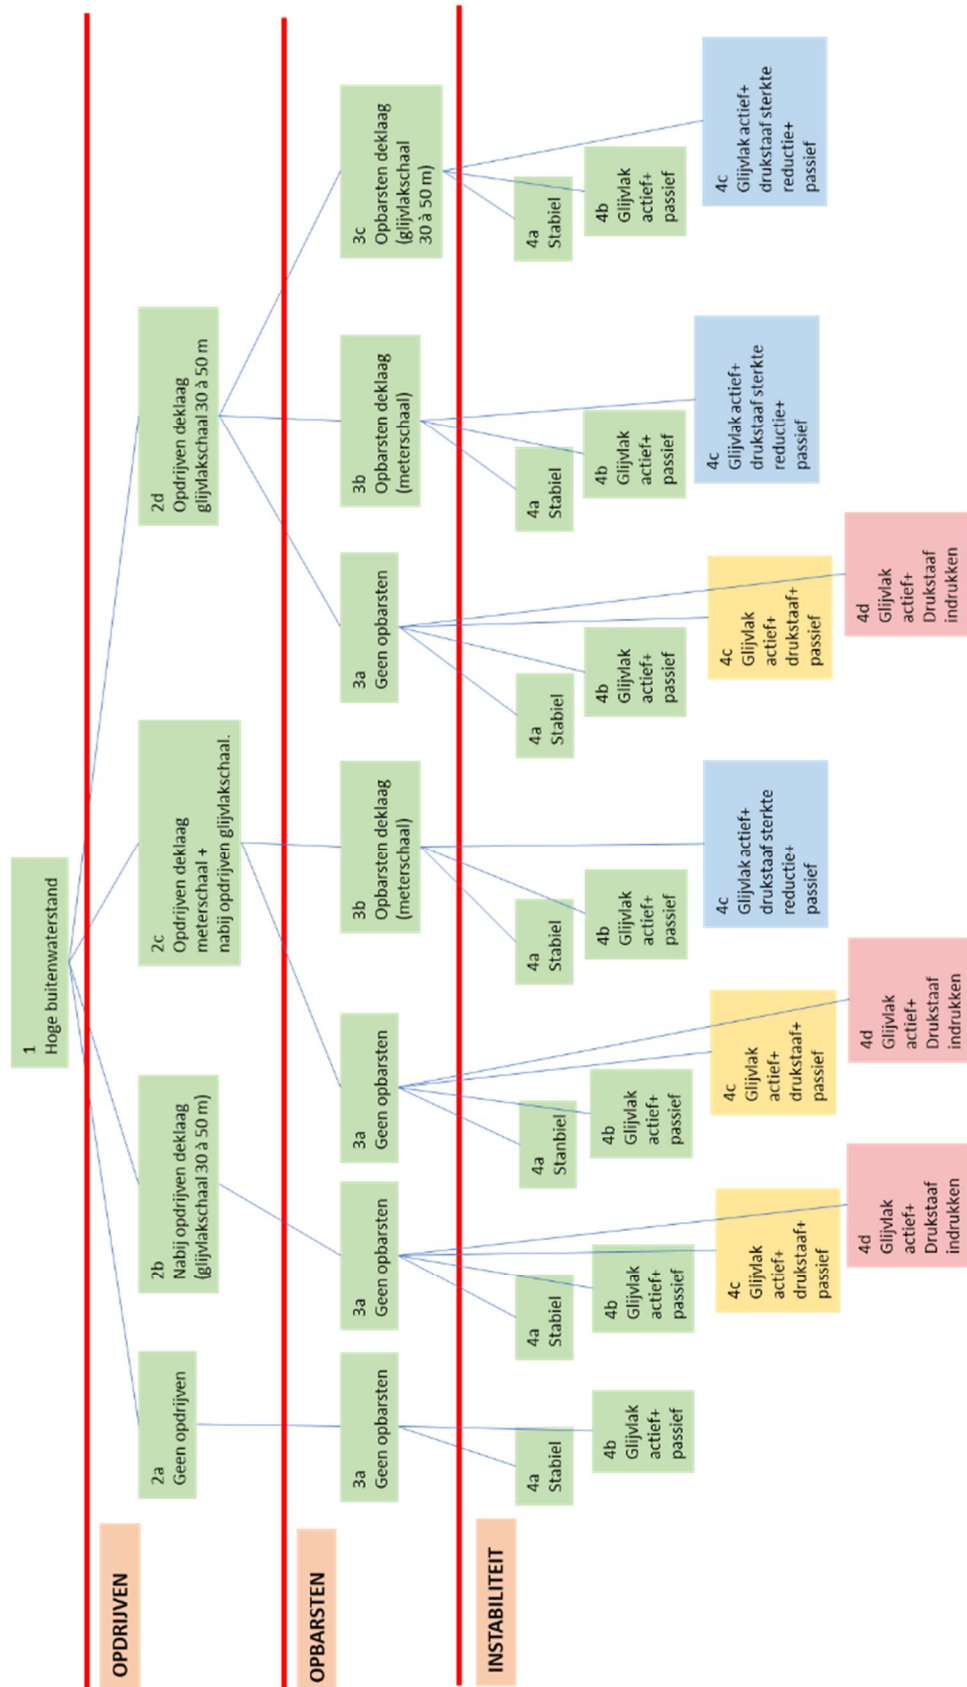 1
Hoge buitenwaterstand
OPDRIJVEN
2a
Geen opdrijven
2b
Nabij opdrijven deklaag
(glijvlakschaal 30 à 50 m)
2c
Opdrijven deklaag
meterschaal +
nabij opdrijven glijvlakschaal.
2d
Opdrijven deklaag
glijvlakschaal 30 à 50 m
OPBARSTEN
3a
Geen opbarsten
3a
Geen opbarsten
3a
Geen opbarsten
3b
Opbarsten deklaag
(meterschaal)
3a
Geen opbarsten
3b
Opbarsten deklaag
(meterschaal)
3c
Opbarsten deklaag
(glijvlakschaal
30 à 50 m)
INSTABILITEIT
4a
Stabiel
4b
Glijvlak
actief+
passief
4a
Stabiel
4b
Glijvlak
actief+
passief
4c
Glijvlak
actief+
drukstaaf+
passief
4d
Glijvlak
actief+
Drukstaaf
indrukken
4a
Stanbiel
4b
Glijvlak
actief+
passief
4c
Glijvlak
actief+
drukstaaf+
passief
4d
Glijvlak
actief+
Drukstaaf
indrukken
4a
Stabiel
4b
Glijvlak
actief+
passief
4c
Glijvlak actief+
drukstaaf sterkte
reductie+
passief
4a
Stabiel
4b
Glijvlak
actief+
passief
4c
Glijvlak
actief+
drukstaaf+
passief
4d
Glijvlak
actief+
Drukstaaf
indrukken
4a
Stabiel
4b
Glijvlak
actief+
passief
4c
Glijvlak actief+
drukstaaf sterkte
reductie+
passief
4a
Stabiel
4b
Glijvlak
actief+
passief
4c
Glijvlak actief+
drukstaaf sterkte
reductie+
passief